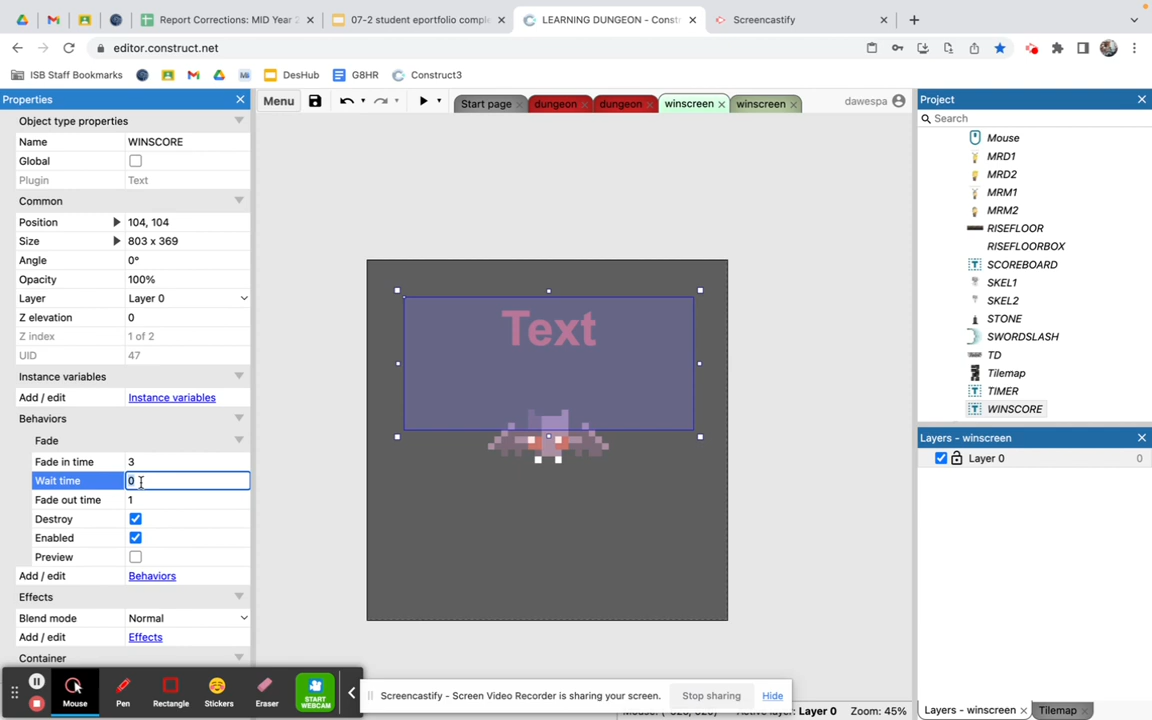 Report Corrections: MID Year 2
07-2 student eportfolio comple
LEARNING DUNGEON - Constr
Screencastify
editor.construct.net
ISB Staff Bookmarks
DesHub
G8HR
Construct3
Properties
Menu
Start page
dungeon
dungeon
winscreen
winscreen
dawespa
Project
Object type properties
Name WINSCORE
Global
Plugin Text
Common
Position 104, 104
Size 803 x 369
Angle 0°
Opacity 100%
Layer Layer 0
Z elevation 0
Z index 1 of 2
UID 47
Instance variables
Add / edit Instance variables
Behaviors
Fade
Fade in time 3
Wait time 0
Fade out time 1
Destroy
Enabled
Preview
Add / edit Behaviors
Effects
Blend mode Normal
Add / edit Effects
Container
Text
Search
Mouse
MRD1
MRD2
MRM1
MRM2
RISEFLOOR
RISEFLOORBOX
SCOREBOARD
SKEL1
SKEL2
STONE
SWORDSLASH
TD
Tilemap
TIMER
WINSCORE
Layers - winscreen
Layer 0 0
Mouse
Pen
Rectangle
Stickers
Eraser
START
WEBCAM
Screencastify - Screen Video Recorder is sharing your screen.
Stop sharing
Hide
Active layer: Layer 0 Zoom: 45%
Layers - winscreen
Tilemap